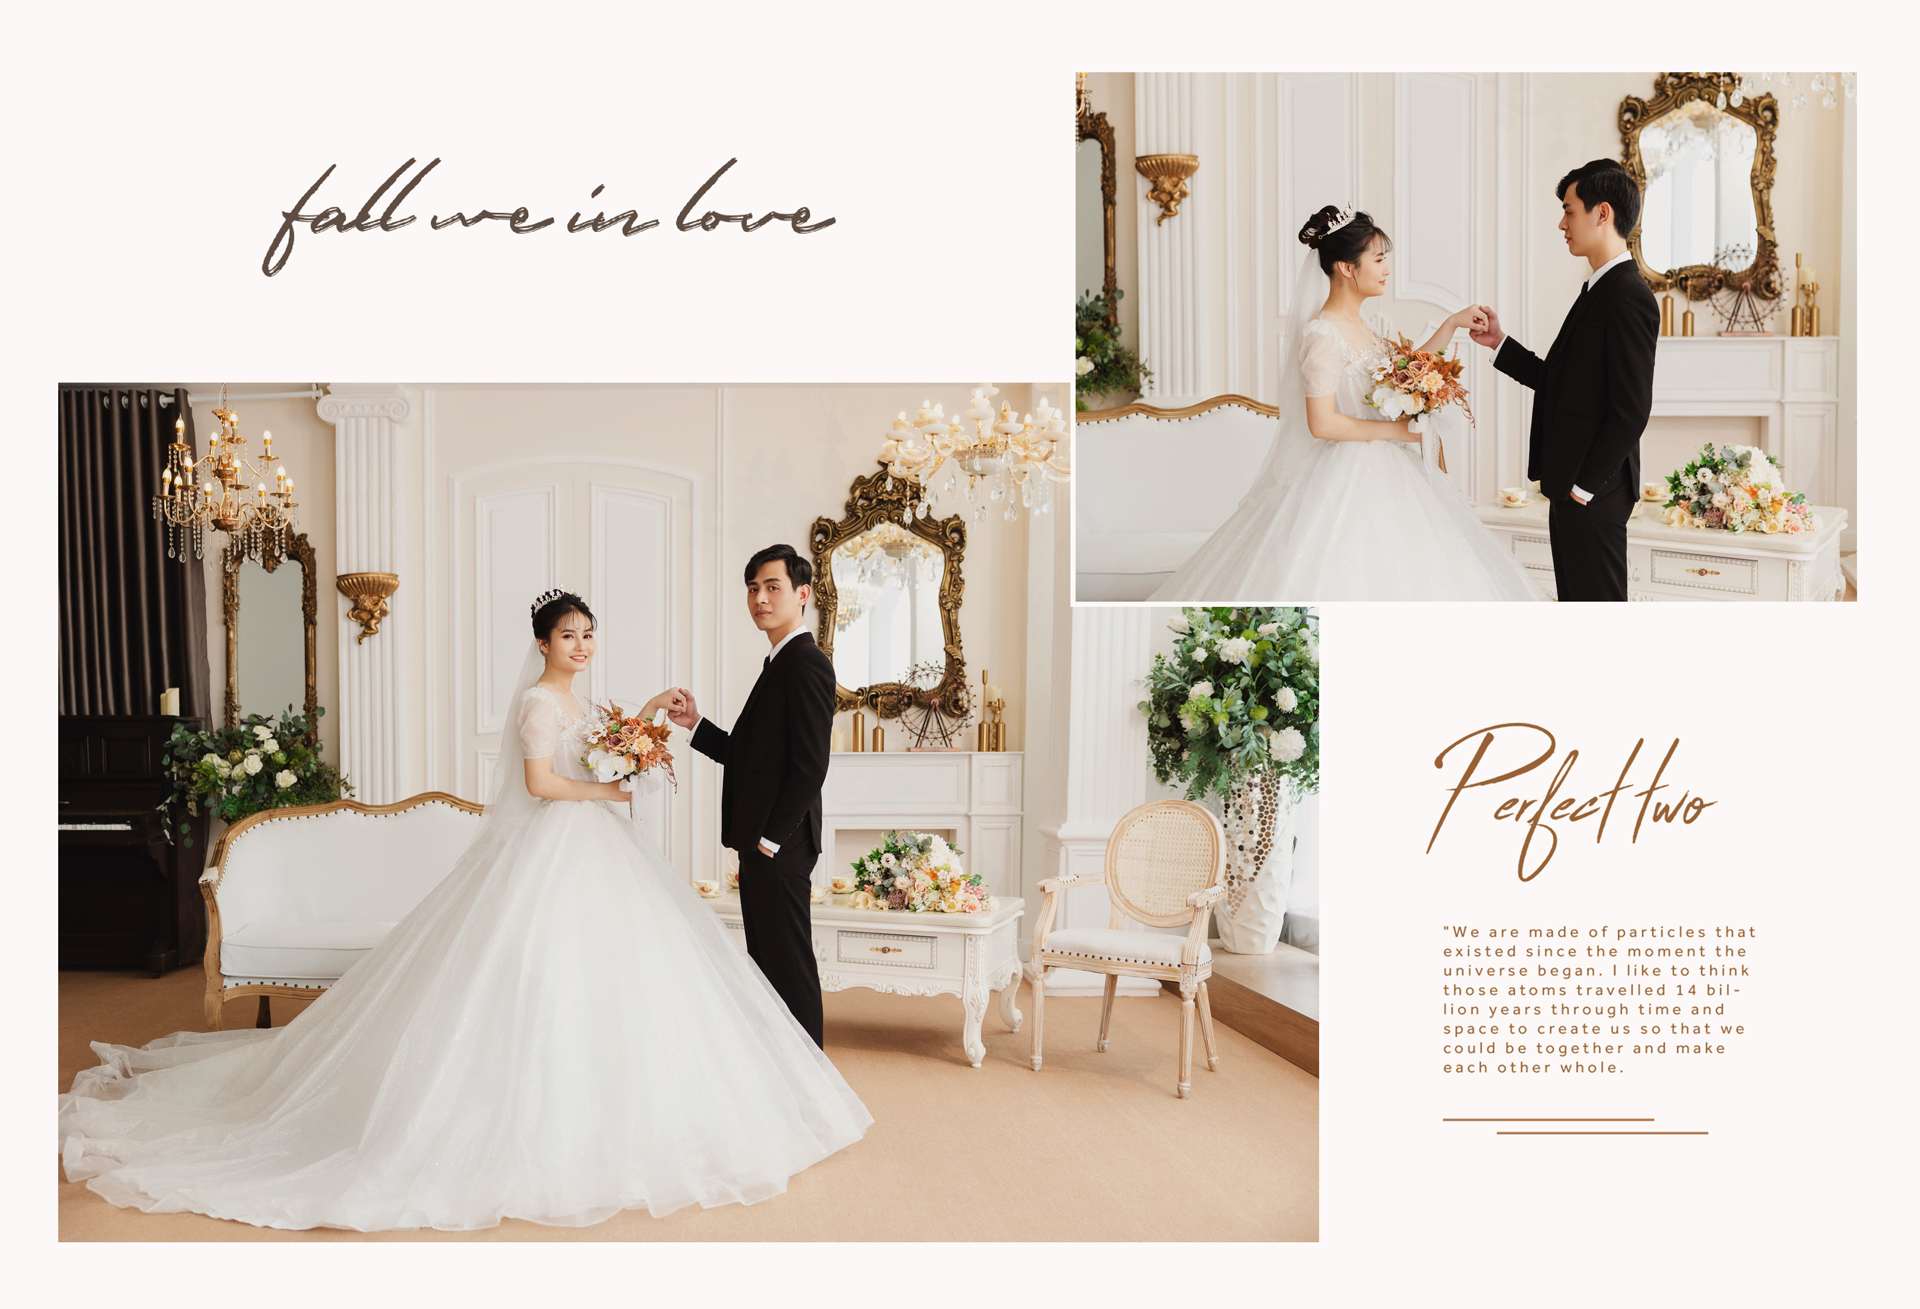 fall we in love
Perfect two
"We are made of particles that
existed since the moment the
universe began. I like to think
those atoms travelled 14 bil-
lion years through time and
space to create us so that we
could be together and make
each other whole.